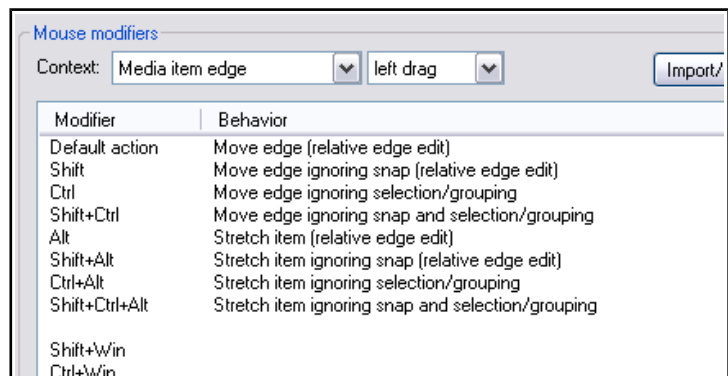 Mouse modifiers
Context: Media item edge left drag Import/
Modifier Behavior
Default action Move edge (relative edge edit)
Shift Move edge ignoring snap (relative edge edit)
Ctrl Move edge ignoring selection/grouping
Shift+Ctrl Move edge ignoring snap and selection/grouping
Alt Stretch item (relative edge edit)
Shift+Alt Stretch item ignoring snap (relative edge edit)
Ctrl+Alt Stretch item ignoring selection/grouping
Shift+Ctrl+Alt Stretch item ignoring snap and selection/grouping
Shift+Win
Ctrl+Win